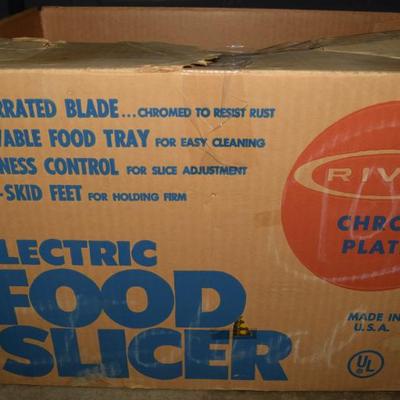 RRATED BLADE...CHROMED TO RESIST RUST
VABLE FOOD TRAY FOR EASY CLEANING
NESS CONTROL FOR SLICE ADJUSTMENT
-SKID FEET FOR HOLDING FIRM
RIV
CHRO
PLAT
LECTRIC
FOOD
SLICER
MADE IN
U.S.A.
UL